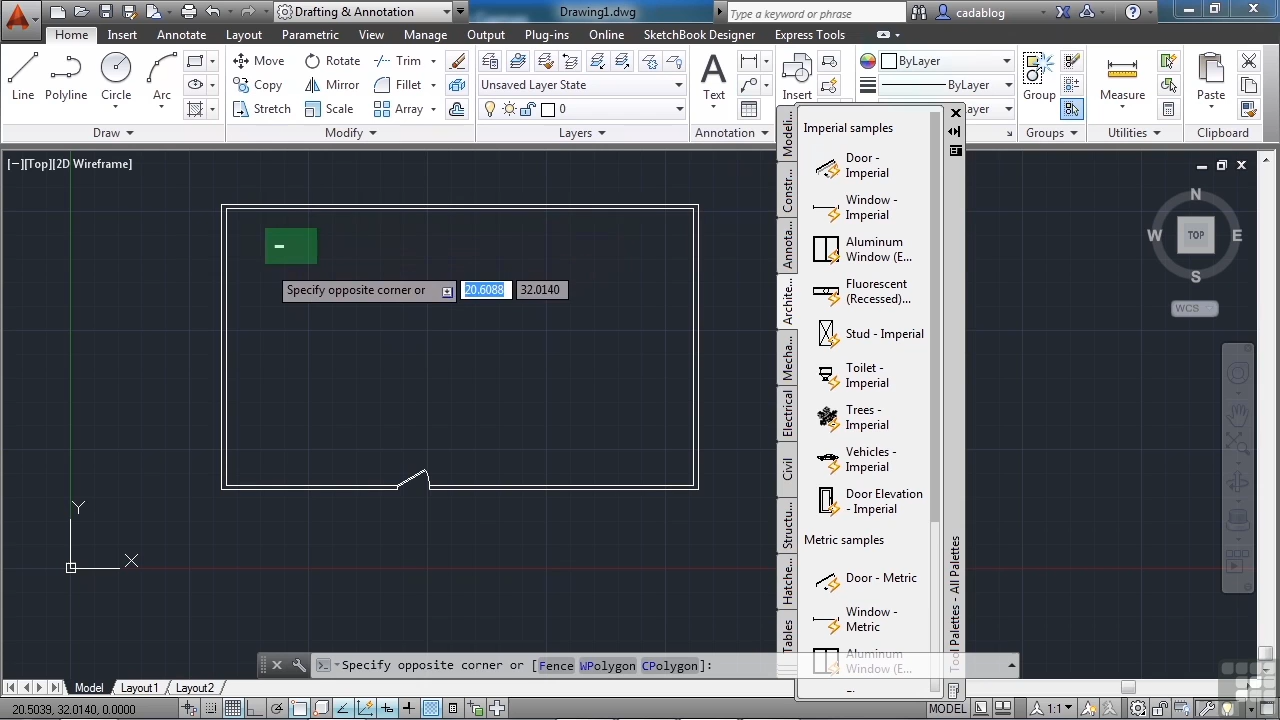 Drafting & Annotation
Drawing1.dwg
Type a keyword or phrase
cadablog
Home
Insert
Annotate
Layout
Parametric
View
Manage
Output
Plug-ins
Online
SketchBook Designer
Express Tools
Line
Polyline
Circle
Arc
Draw
Move
Rotate
Trim
Copy
Mirror
Fillet
Stretch
Scale
Array
Modify
Unsaved Layer State
0
Layers
Text
Annotation
Insert
ByLayer
ByLayer
Layer
Group
Groups
Measure
Utilities
Paste
Clipboard
[−][Top][2D Wireframe]
Specify opposite corner or
20.6088
32.0140
Y
X
Modeli...
Constr...
Annota...
Archite...
Mecha...
Electrical
Civil
Structu...
Hatche...
Tables
Imperial samples
Door -
Imperial
Window -
Imperial
Aluminum
Window (E...
Fluorescent
(Recessed)...
Stud - Imperial
Toilet -
Imperial
Trees -
Imperial
Vehicles -
Imperial
Door Elevation
- Imperial
Metric samples
Door - Metric
Window -
Metric
Aluminum
Window (E...
Tool Palettes - All Palettes
N
W
TOP
E
S
WCS
Specify opposite corner or [Fence WPolygon CPolygon]:
Model
Layout1
Layout2
20.5039, 32.0140, 0.0000
MODEL
1:1